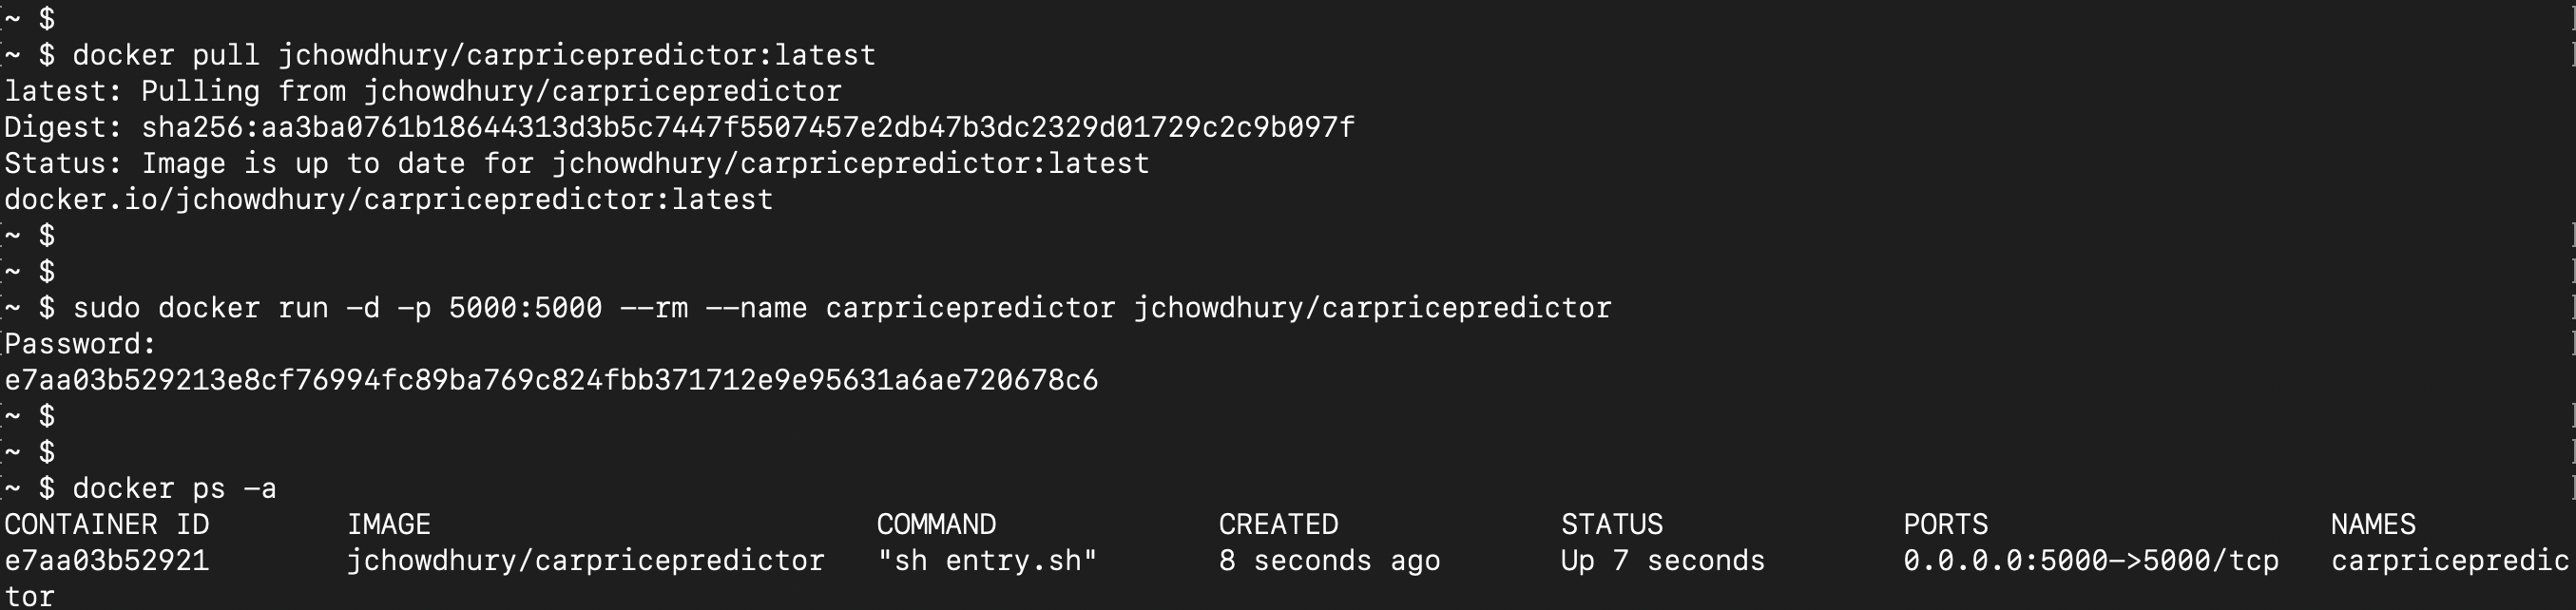 ~ $
~ $ docker pull jchowdhury/carpricepredictor:latest
latest: Pulling from jchowdhury/carpricepredictor
Digest: sha256:aa3ba0761b18644313d3b5c7447f5507457e2db47b3dc2329d01729c2c9b097f
Status: Image is up to date for jchowdhury/carpricepredictor:latest
docker.io/jchowdhury/carpricepredictor:latest
~ $
~ $
~ $ sudo docker run -d -p 5000:5000 --rm --name carpricepredictor jchowdhury/carpricepredictor
Password:
e7aa03b529213e8cf76994fc89ba769c824fbb371712e9e95631a6ae720678c6
~ $
~ $
~ $ docker ps -a
CONTAINER ID        IMAGE                          COMMAND             CREATED             STATUS              PORTS                    NAMES
e7aa03b52921        jchowdhury/carpricepredictor   "sh entry.sh"       8 seconds ago       Up 7 seconds        0.0.0.0:5000->5000/tcp   carpricepredic
tor